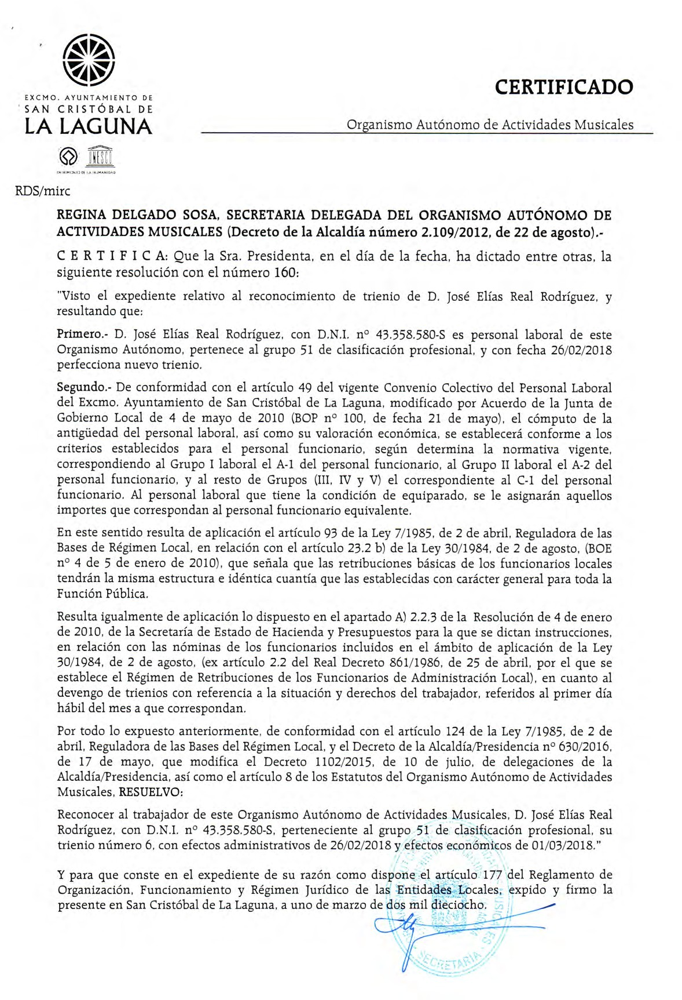 EXCMO. AYUNTAMIENTO DE
SAN CRISTÓBAL DE
LA LAGUNA
UNESCO
PATRIMONIO DE LA HUMANIDAD
CERTIFICADO
Organismo Autónomo de Actividades Musicales
RDS/mirc
REGINA DELGADO SOSA, SECRETARIA DELEGADA DEL ORGANISMO AUTÓNOMO DE
ACTIVIDADES MUSICALES (Decreto de la Alcaldía número 2.109/2012, de 22 de agosto).-
C E R T I F I C A: Que la Sra. Presidenta, en el día de la fecha, ha dictado entre otras, la
siguiente resolución con el número 160:
"Visto el expediente relativo al reconocimiento de trienio de D. José Elías Real Rodríguez, y
resultando que:
Primero.- D. José Elías Real Rodríguez, con D.N.I. nº 43.358.580-S es personal laboral de este
Organismo Autónomo, pertenece al grupo 51 de clasificación profesional, y con fecha 26/02/2018
perfecciona nuevo trienio.
Segundo.- De conformidad con el artículo 49 del vigente Convenio Colectivo del Personal Laboral
del Excmo. Ayuntamiento de San Cristóbal de La Laguna, modificado por Acuerdo de la Junta de
Gobierno Local de 4 de mayo de 2010 (BOP nº 100, de fecha 21 de mayo), el cómputo de la
antigüedad del personal laboral, así como su valoración económica, se establecerá conforme a los
criterios establecidos para el personal funcionario, según determina la normativa vigente,
correspondiendo al Grupo I laboral el A-1 del personal funcionario, al Grupo II laboral el A-2 del
personal funcionario, y al resto de Grupos (III, IV y V) el correspondiente al C-1 del personal
funcionario. Al personal laboral que tiene la condición de equiparado, se le asignarán aquellos
importes que correspondan al personal funcionario equivalente.
En este sentido resulta de aplicación el artículo 93 de la Ley 7/1985, de 2 de abril, Reguladora de las
Bases de Régimen Local, en relación con el artículo 23.2 b) de la Ley 30/1984, de 2 de agosto, (BOE
nº 4 de 5 de enero de 2010), que señala que las retribuciones básicas de los funcionarios locales
tendrán la misma estructura e idéntica cuantía que las establecidas con carácter general para toda la
Función Pública.
Resulta igualmente de aplicación lo dispuesto en el apartado A) 2.2.3 de la Resolución de 4 de enero
de 2010, de la Secretaría de Estado de Hacienda y Presupuestos para la que se dictan instrucciones,
en relación con las nóminas de los funcionarios incluidos en el ámbito de aplicación de la Ley
30/1984, de 2 de agosto, (ex artículo 2.2 del Real Decreto 861/1986, de 25 de abril, por el que se
establece el Régimen de Retribuciones de los Funcionarios de Administración Local), en cuanto al
devengo de trienios con referencia a la situación y derechos del trabajador, referidos al primer día
hábil del mes a que correspondan.
Por todo lo expuesto anteriormente, de conformidad con el artículo 124 de la Ley 7/1985, de 2 de
abril, Reguladora de las Bases del Régimen Local, y el Decreto de la Alcaldía/Presidencia nº 630/2016,
de 17 de mayo, que modifica el Decreto 1102/2015, de 10 de julio, de delegaciones de la
Alcaldía/Presidencia, así como el artículo 8 de los Estatutos del Organismo Autónomo de Actividades
Musicales, RESUELVO:
Reconocer al trabajador de este Organismo Autónomo de Actividades Musicales, D. José Elías Real
Rodríguez, con D.N.I. nº 43.358.580-S, perteneciente al grupo 51 de clasificación profesional, su
trienio número 6, con efectos administrativos de 26/02/2018 y efectos económicos de 01/03/2018."
Y para que conste en el expediente de su razón como dispone el artículo 177 del Reglamento de
Organización, Funcionamiento y Régimen Jurídico de las Entidades Locales, expido y firmo la
presente en San Cristóbal de La Laguna, a uno de marzo de dos mil dieciocho.
SECRETARÍA